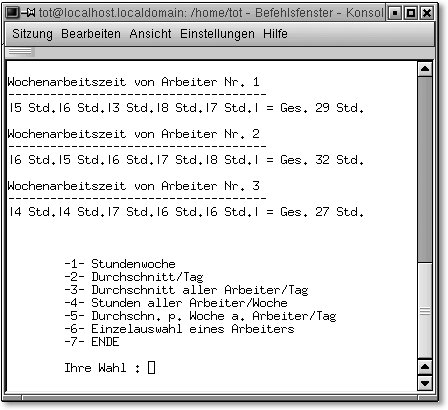 tot@localhost.localdomain: /home/tot - Befehlsfenster - Konsol
Sitzung Bearbeiten Ansicht Einstellungen Hilfe
Wochenarbeitszeit von Arbeiter Nr. 1
------------------------------------
|5 Std.|6 Std.|3 Std.|8 Std.|7 Std.| = Ges. 29 Std.
Wochenarbeitszeit von Arbeiter Nr. 2
------------------------------------
|6 Std.|5 Std.|6 Std.|7 Std.|8 Std.| = Ges. 32 Std.
Wochenarbeitszeit von Arbeiter Nr. 3
------------------------------------
|4 Std.|4 Std.|7 Std.|6 Std.|6 Std.| = Ges. 27 Std.
-1- Stundenwoche
-2- Durchschnitt/Tag
-3- Durchschnitt aller Arbeiter/Tag
-4- Stunden aller Arbeiter/Woche
-5- Durchschn. p. Woche a. Arbeiter/Tag
-6- Einzelauswahl eines Arbeiters
-7- ENDE
Ihre Wahl :